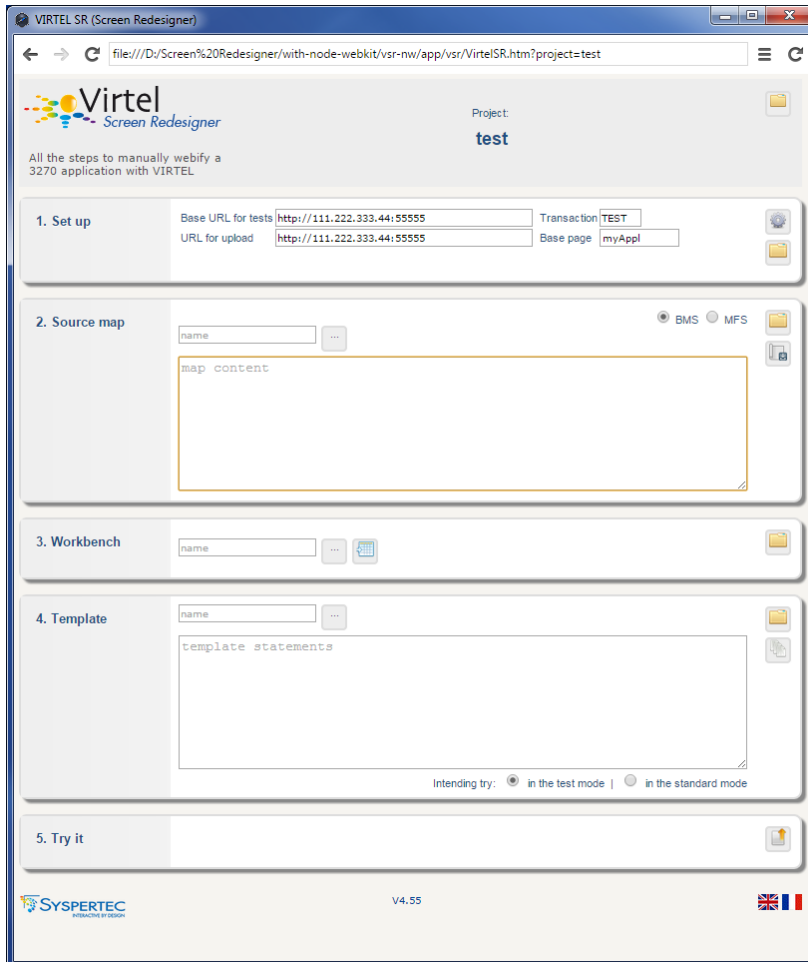 VIRTEL SR (Screen Redesigner)
file:///D:/Screen%20Redesigner/with-node-webkit/vsr-nw/app/vsr/VirtelSR.htm?project=test
Virtel
Screen Redesigner
All the steps to manually webify a
3270 application with VIRTEL
Project:
test
1. Set up
Base URL for tests http://111.222.333.44:55555 Transaction TEST
URL for upload http://111.222.333.44:55555 Base page myAppl
2. Source map
BMS MFS
name ...
map content
3. Workbench
name ...
4. Template
name ...
template statements
Intending try: in the test mode | in the standard mode
5. Try it
SYSPERTEC
INTERACTIVE BY DESIGN
V4.55